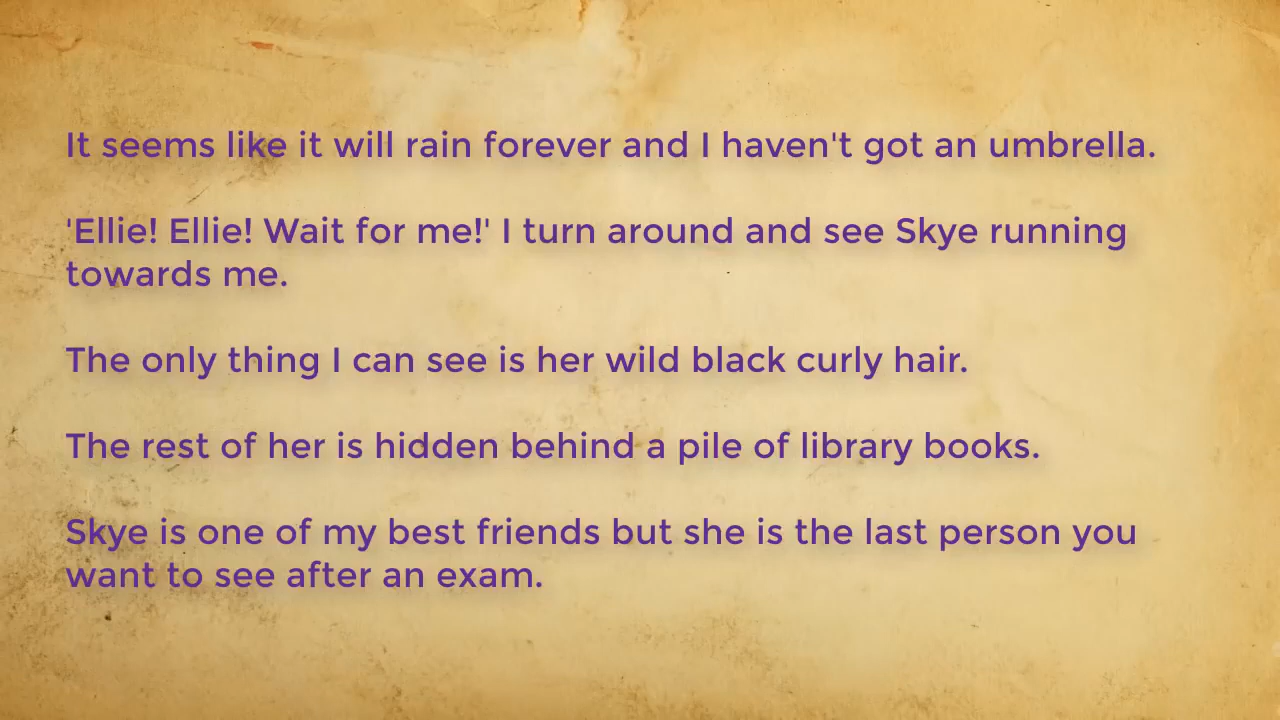 It seems like it will rain forever and I haven't got an umbrella.
'Ellie! Ellie! Wait for me!' I turn around and see Skye running
towards me.
The only thing I can see is her wild black curly hair.
The rest of her is hidden behind a pile of library books.
Skye is one of my best friends but she is the last person you
want to see after an exam.